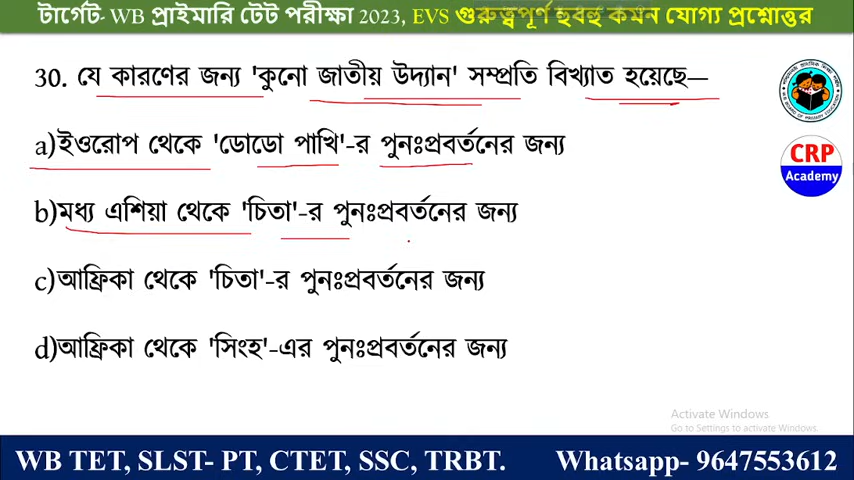 টার্গেট- WB প্রাইমারি টেট পরীক্ষা 2023, EVS গুরুত্বপূর্ণ হুবহু কমন যোগ্য প্রশ্নোত্তর
30. যে কারণের জন্য 'কুনো জাতীয় উদ্যান' সম্প্রতি বিখ্যাত হয়েছে—
a)ইওরোপ থেকে 'ডোডো পাখি'-র পুনঃপ্রবর্তনের জন্য
CRP
Academy
b)মধ্য এশিয়া থেকে 'চিতা'-র পুনঃপ্রবর্তনের জন্য
c)আফ্রিকা থেকে 'চিতা'-র পুনঃপ্রবর্তনের জন্য
d)আফ্রিকা থেকে 'সিংহ'-এর পুনঃপ্রবর্তনের জন্য
Activate Windows
Go to Settings to activate Windows.
WB TET, SLST- PT, CTET, SSC, TRBT. Whatsapp- 9647553612